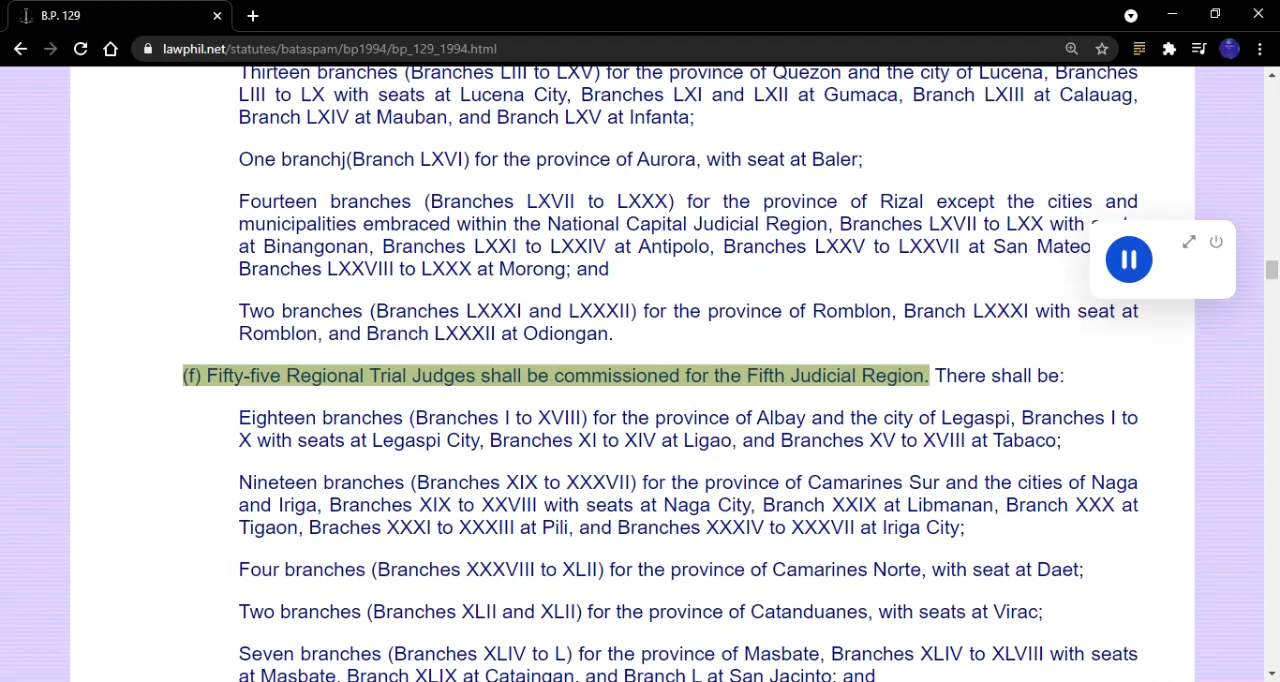 B.P. 129
lawphil.net/statutes/bataspam/bp1994/bp_129_1994.html
Thirteen branches (Branches LIII to LXV) for the province of Quezon and the city of Lucena, Branches
LIII to LX with seats at Lucena City, Branches LXI and LXII at Gumaca, Branch LXIII at Calauag,
Branch LXIV at Mauban, and Branch LXV at Infanta;
One branchj(Branch LXVI) for the province of Aurora, with seat at Baler;
Fourteen branches (Branches LXVII to LXXX) for the province of Rizal except the cities and
municipalities embraced within the National Capital Judicial Region, Branches LXVII to LXX with
at Binangonan, Branches LXXI to LXXIV at Antipolo, Branches LXXV to LXXVII at San Mateo
Branches LXXVIII to LXXX at Morong; and
Two branches (Branches LXXXI and LXXXII) for the province of Romblon, Branch LXXXI with seat at
Romblon, and Branch LXXXII at Odiongan.
(f) Fifty-five Regional Trial Judges shall be commissioned for the Fifth Judicial Region. There shall be:
Eighteen branches (Branches I to XVIII) for the province of Albay and the city of Legaspi, Branches I to
X with seats at Legaspi City, Branches XI to XIV at Ligao, and Branches XV to XVIII at Tabaco;
Nineteen branches (Branches XIX to XXXVII) for the province of Camarines Sur and the cities of Naga
and Iriga, Branches XIX to XXVIII with seats at Naga City, Branch XXIX at Libmanan, Branch XXX at
Tigaon, Braches XXXI to XXXIII at Pili, and Branches XXXIV to XXXVII at Iriga City;
Four branches (Branches XXXVIII to XLII) for the province of Camarines Norte, with seat at Daet;
Two branches (Branches XLII and XLII) for the province of Catanduanes, with seats at Virac;
Seven branches (Branches XLIV to L) for the province of Masbate, Branches XLIV to XLVIII with seats
at Masbate, Branch XLIX at Cataingan, and Branch L at San Jacinto; and